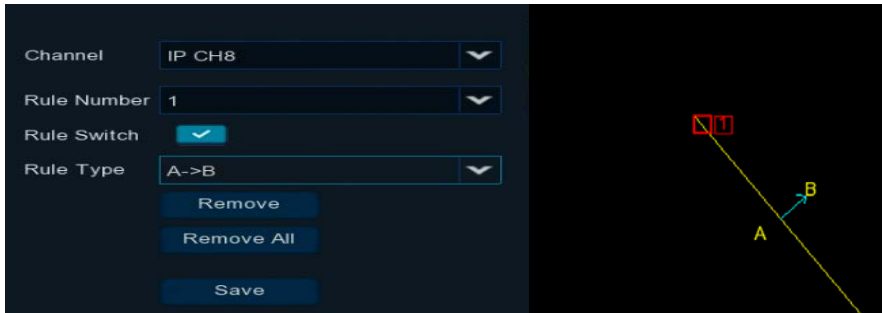 Channel IP CH8
Rule Number 1
Rule Switch
Rule Type A->B
Remove
Remove All
Save
1
B
A